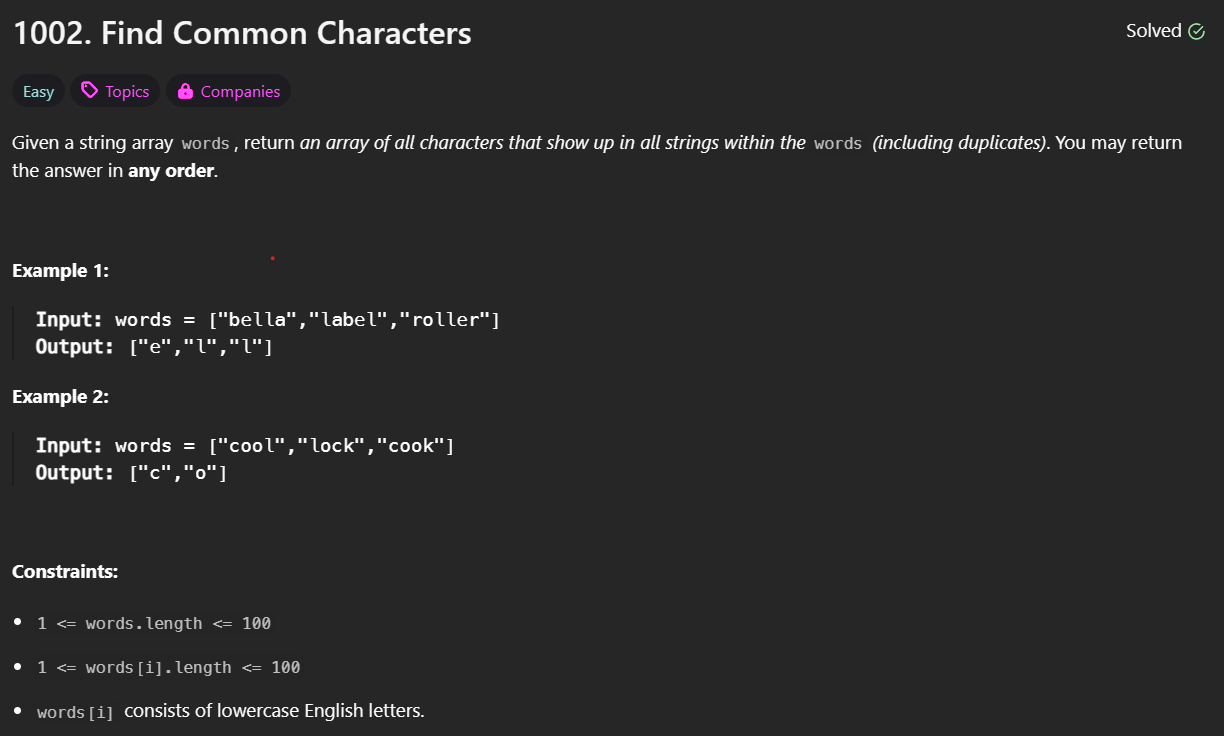 1002. Find Common Characters
Solved
Easy
Topics
Companies
Given a string array words, return an array of all characters that show up in all strings within the words (including duplicates). You may return
the answer in any order.
Example 1:
Input: words = ["bella","label","roller"]
Output: ["e","l","l"]
Example 2:
Input: words = ["cool","lock","cook"]
Output: ["c","o"]
Constraints:
1 <= words.length <= 100
1 <= words[i].length <= 100
words[i] consists of lowercase English letters.